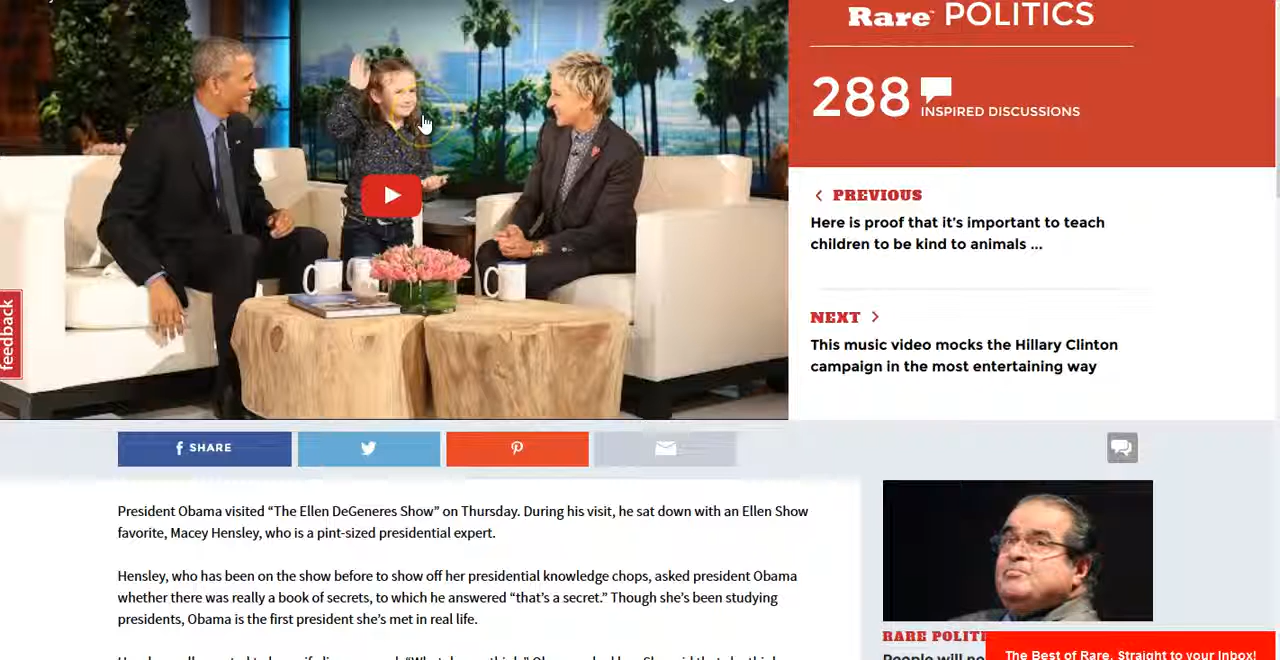 Rare POLITICS
288
INSPIRED DISCUSSIONS
PREVIOUS
Here is proof that it's important to teach
children to be kind to animals ...
NEXT
This music video mocks the Hillary Clinton
campaign in the most entertaining way
feedback
SHARE
President Obama visited “The Ellen DeGeneres Show” on Thursday. During his visit, he sat down with an Ellen Show
favorite, Macey Hensley, who is a pint-sized presidential expert.
Hensley, who has been on the show before to show off her presidential knowledge chops, asked president Obama
whether there was really a book of secrets, to which he answered “that’s a secret.” Though she’s been studying
presidents, Obama is the first president she’s met in real life.
RARE POLITI
People will no
The Best of Rare, Straight to your Inbox!